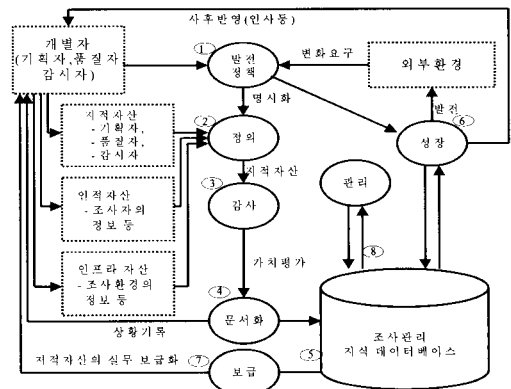 사후반영(인사등)
개별자
(기획자,품질자
감시자)
①
발전
정책
변화요구
외부환경
명시화
발전
⑥
성장
지적자산
- 기획자,
- 품질자,
- 감시자
②
정의
지적자산
③
감사
관리
인적자산
- 조사자의
정보 등
⑧
인프라 자산
- 조사환경의
정보 등
가치평가
④
문서화
상황기록
조사관리
지식 데이터베이스
지적자산의 실무 보급화
⑦
보급
⑤